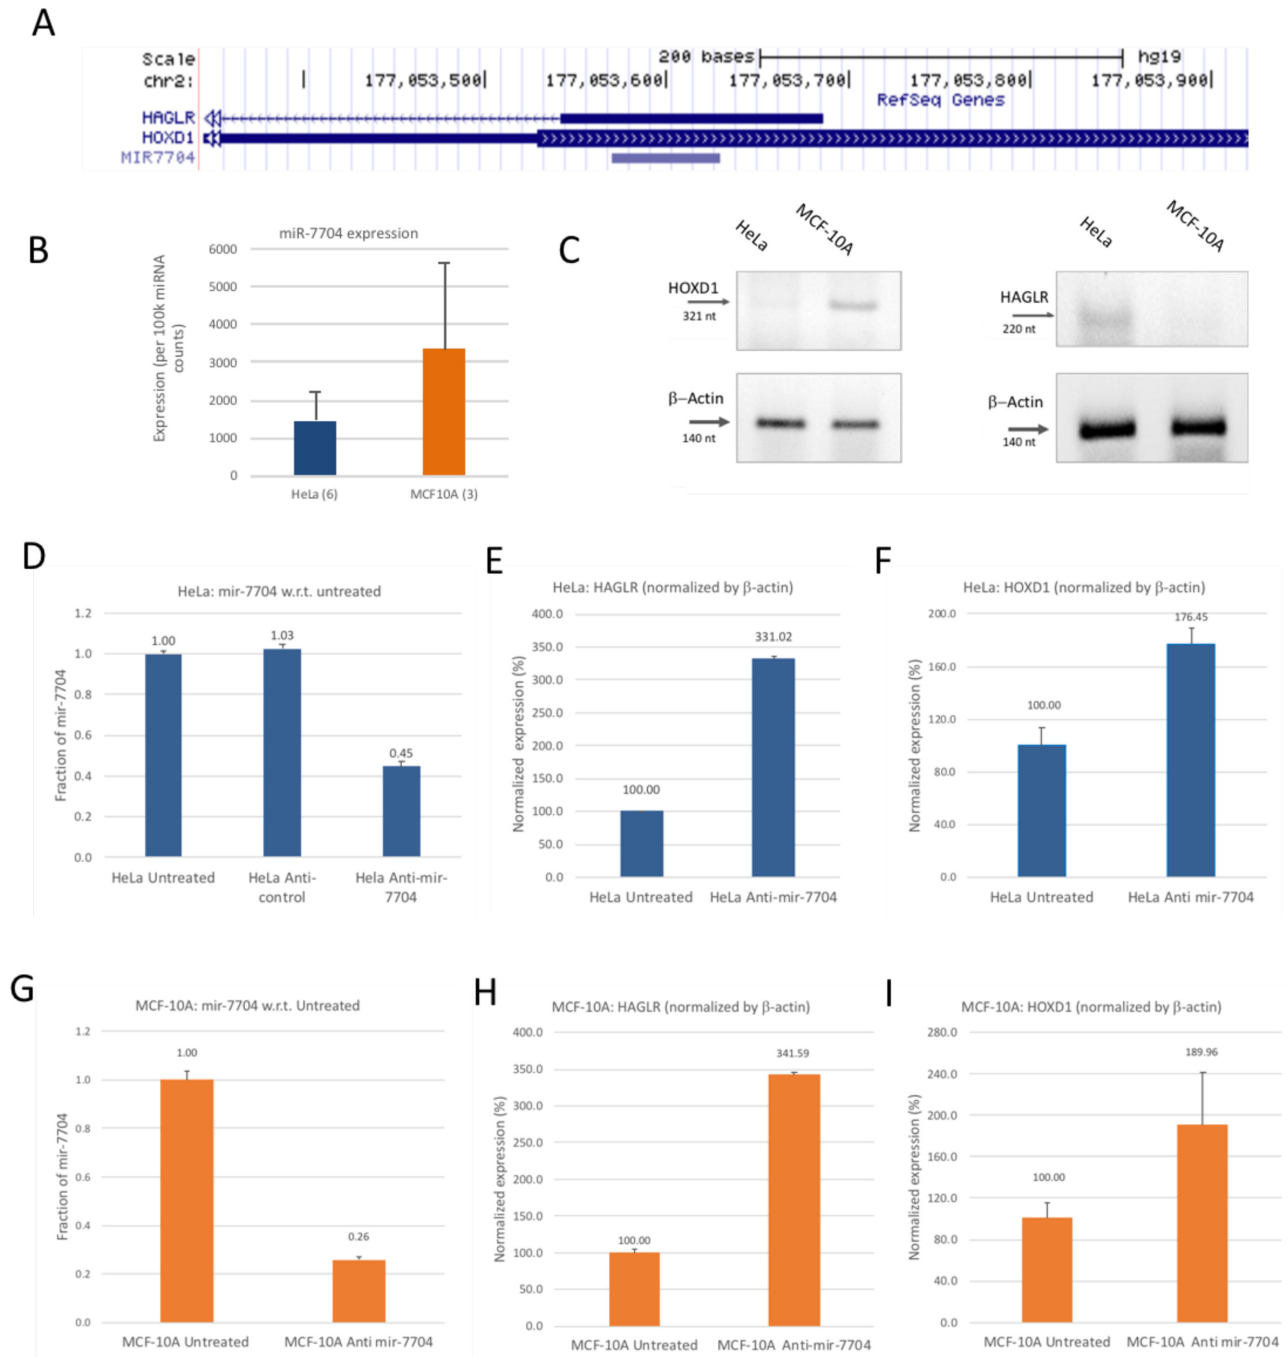 A
Scale 200 bases hg19
chr2: 177,053,500 177,053,600 177,053,700 177,053,800 177,053,900
RefSeq Genes
HAGLR
HOXD1
MIR7704
B
miR-7704 expression
Expression (per 100k miRNA
counts)
6000
5000
4000
3000
2000
1000
0
HeLa (6) MCF10A (3)
C
HeLa MCF-10A
HOXD1
321 nt
β–Actin
140 nt
HeLa MCF-10A
HAGLR
220 nt
β–Actin
140 nt
D
HeLa: mir-7704 w.r.t. untreated
Fraction of mir-7704
1.2
1.0
0.8
0.6
0.4
0.2
0.0
1.00
1.03
0.45
HeLa Untreated HeLa Anti- Hela Anti-mir-
control 7704
E
HeLa: HAGLR (normalized by β-actin)
Normalized expression (%)
400.0
350.0
300.0
250.0
200.0
150.0
100.0
50.0
0.0
100.00
331.02
HeLa Untreated HeLa Anti-mir-7704
F
HeLa: HOXD1 (normalized by β-actin)
Normalized expression (%)
200.0
160.0
120.0
80.0
40.0
0.0
100.00
176.45
HeLa Untreated HeLa Anti mir-7704
G
MCF-10A: mir-7704 w.r.t. Untreated
Fraction of mir-7704
1.2
1.0
0.8
0.6
0.4
0.2
0.0
1.00
0.26
MCF-10A Untreated MCF-10A Anti mir-7704
H
MCF-10A: HAGLR (normalized by β-actin)
Normalized expression (%)
400.0
350.0
300.0
250.0
200.0
150.0
100.0
50.0
0.0
100.00
341.59
MCF-10A Untreated MCF-10A Anti-mir-7704
I
MCF-10A: HOXD1 (normalized by β-actin)
Normalized expression (%)
280.0
240.0
200.0
160.0
120.0
80.0
40.0
0.0
100.00
189.96
MCF-10A Untreated MCF-10A Anti mir-7704